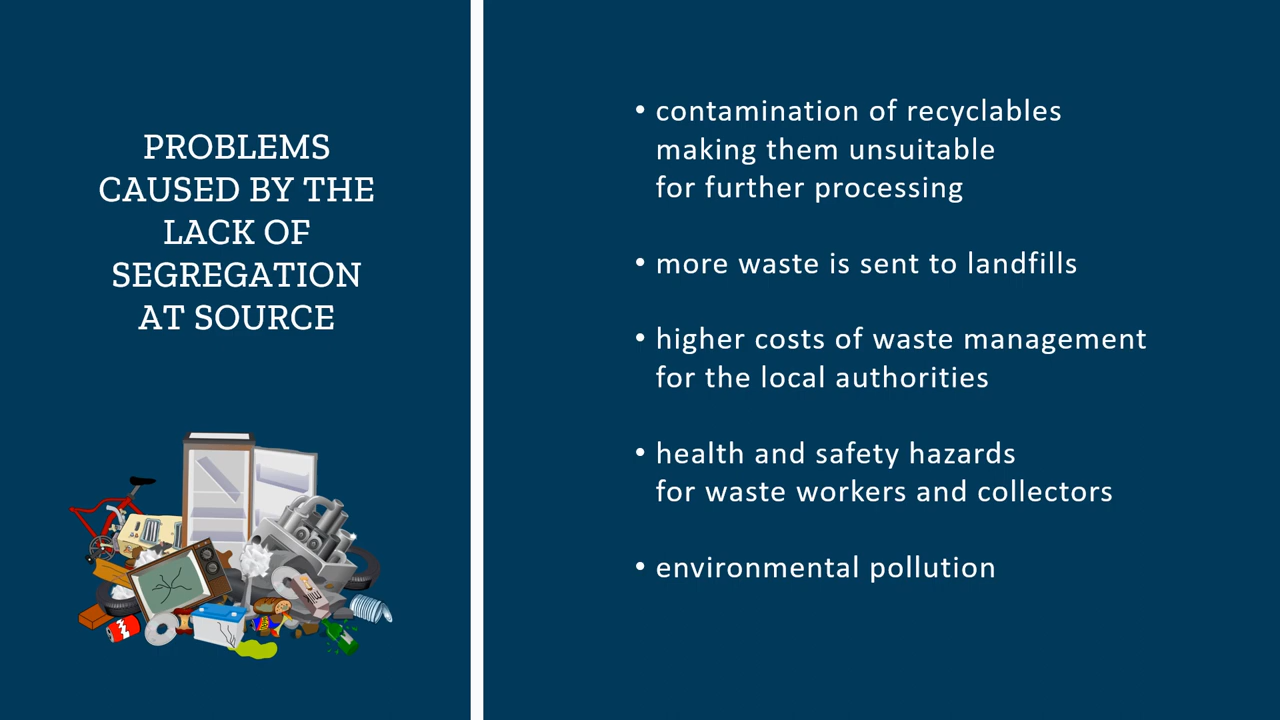 PROBLEMS
CAUSED BY THE
LACK OF
SEGREGATION
AT SOURCE
• contamination of recyclables
making them unsuitable
for further processing
• more waste is sent to landfills
• higher costs of waste management
for the local authorities
• health and safety hazards
for waste workers and collectors
• environmental pollution